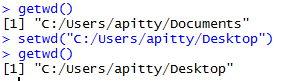 > getwd()
[1] "C:/Users/apitty/Documents"
> setwd("C:/Users/apitty/Desktop")
> getwd()
[1] "C:/Users/apitty/Desktop"